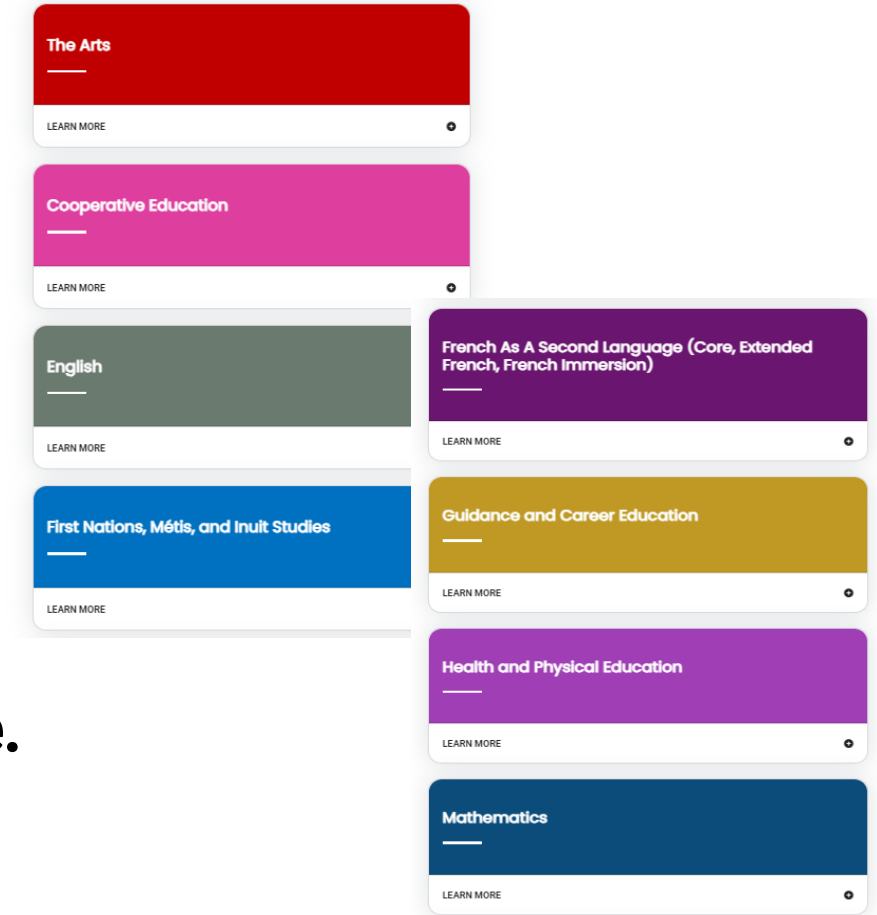 The Arts
LEARN MORE
Cooperative Education
LEARN MORE
English
LEARN MORE
First Nations, Métis, and Inuit Studies
LEARN MORE
French As A Second Language (Core, Extended
French, French Immersion)
LEARN MORE
Guidance and Career Education
LEARN MORE
Health and Physical Education
LEARN MORE
Mathematics
LEARN MORE